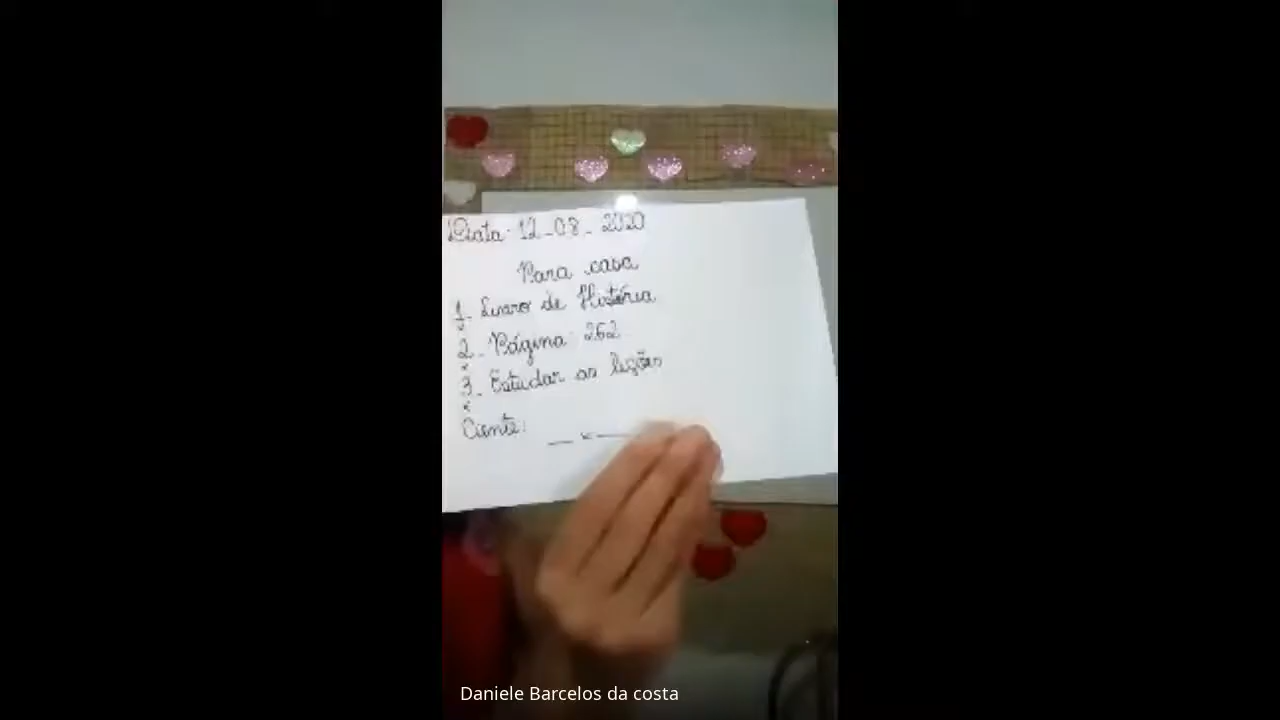 Data: 12-08-2020
Para casa
1- Livro de História
2- Página: 262
3- Estudar as lições
Ciente:
Daniele Barcelos da costa